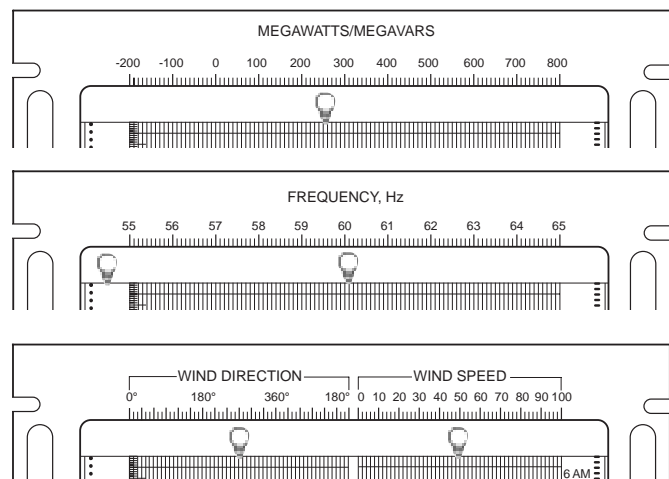 MEGAWATTS/MEGAVARS
-200 -100 0 100 200 300 400 500 600 700 800
FREQUENCY, Hz
55 56 57 58 59 60 61 62 63 64 65
WIND DIRECTION WIND SPEED
0° 180° 360° 180° 0 10 20 30 40 50 60 70 80 90 100
6 AM